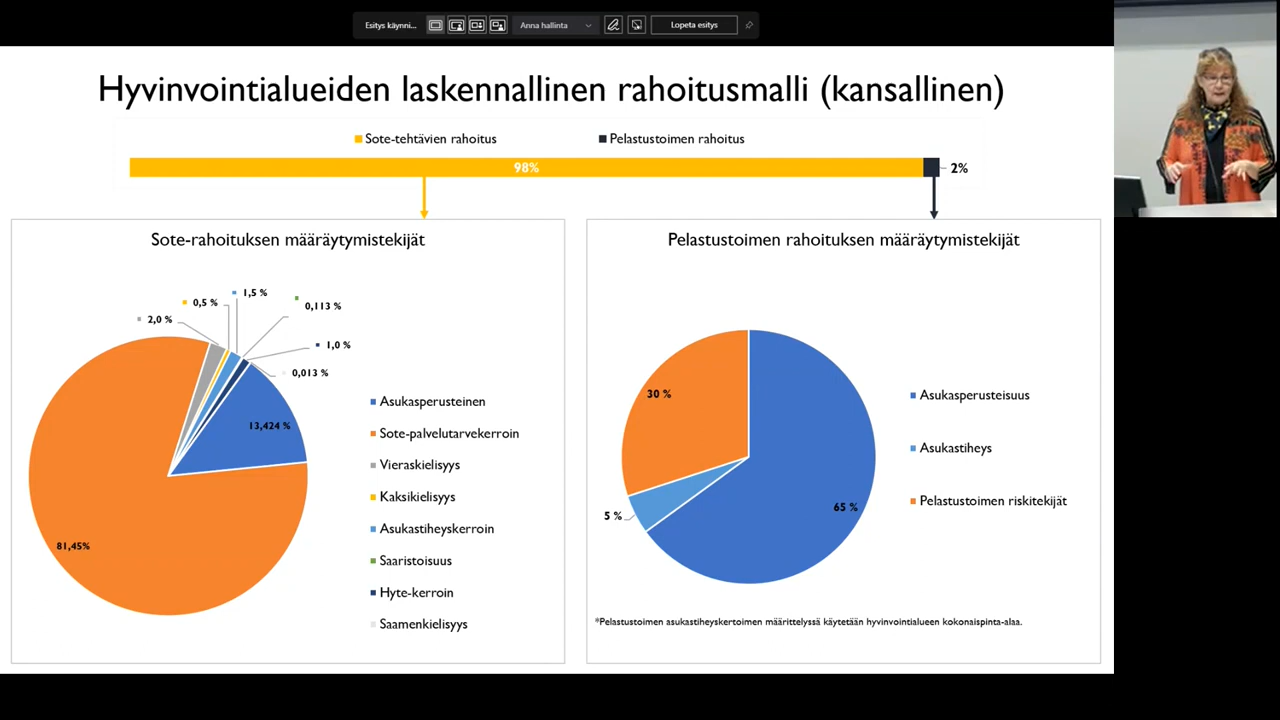 Esitys käynni...
Anna hallinta
Lopeta esitys
Hyvinvointialueiden laskennallinen rahoitusmalli (kansallinen)
Sote-tehtävien rahoitus
Pelastustoimen rahoitus
98%
2%
Sote-rahoituksen määräytymistekijät
1,5 %
0,5 %
0,113 %
2,0 %
1,0 %
0,013 %
13,424 %
81,45%
Asukasperusteinen
Sote-palvelutarvekerroin
Vieraskielisyys
Kaksikielisyys
Asukastiheyskerroin
Saaristoisuus
Hyte-kerroin
Saamenkielisyys
Pelastustoimen rahoituksen määräytymistekijät
30 %
5 %
65 %
Asukasperusteisuus
Asukastiheys
Pelastustoimen riskitekijät
*Pelastustoimen asukastiheyskertoimen määrittelyssä käytetään hyvinvointialueen kokonaispinta-alaa.